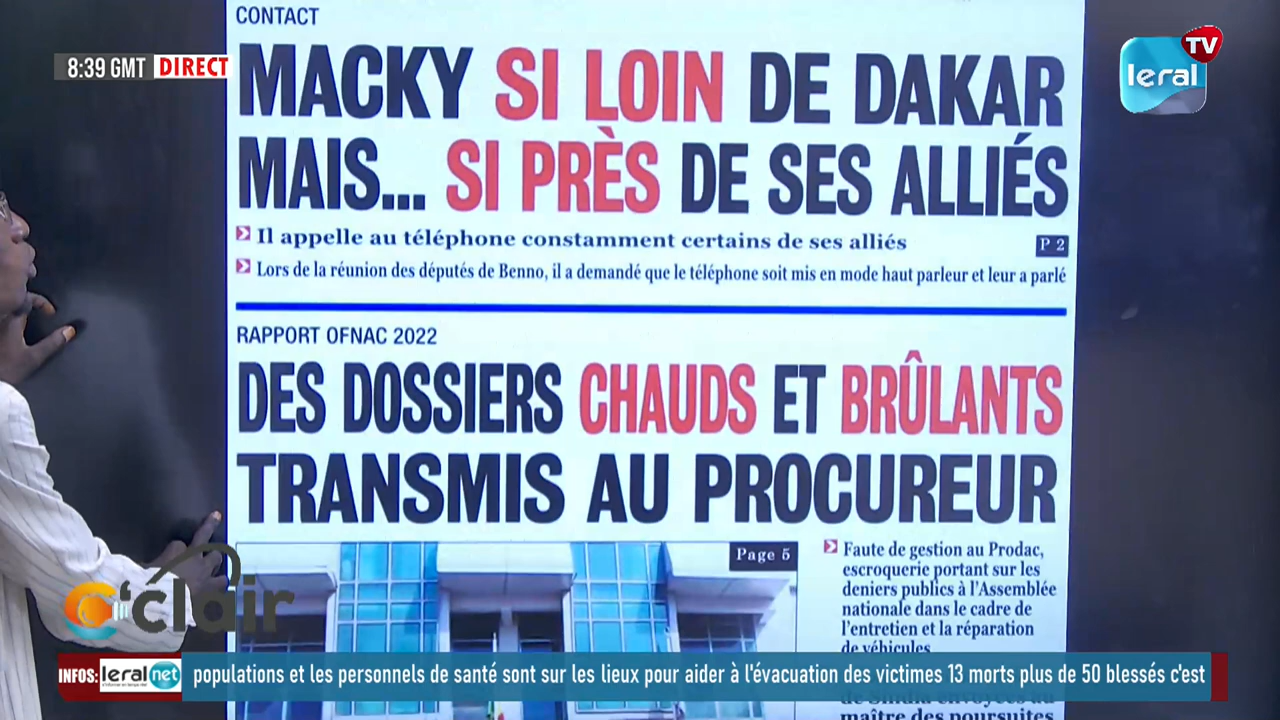 CONTACT
MACKY SI LOIN DE DAKAR
MAIS... SI PRÈS DE SES ALLIÉS
Il appelle au téléphone constamment certains de ses alliés
P 2
Lors de la réunion des députés de Benno, il a demandé que le téléphone soit mis en mode haut parleur et leur a parlé
RAPPORT OFNAC 2022
DES DOSSIERS CHAUDS ET BRÛLANTS
TRANSMIS AU PROCUREUR
Page 5
Faute de gestion au Prodac,
escroquerie portant sur les
deniers publics à l'Assemblée
nationale dans le cadre de
l'entretien et la réparation
de véhicules
maître des poursuites
8:39 GMT DIRECT
leral TV
Ô'clair
INFOS: leral net
populations et les personnels de santé sont sur les lieux pour aider à l'évacuation des victimes 13 morts plus de 50 blessés c'est